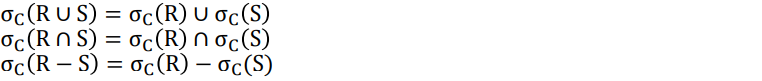 σC(R ∪ S) = σC(R) ∪ σC(S)
σC(R ∩ S) = σC(R) ∩ σC(S)
σC(R − S) = σC(R) − σC(S)